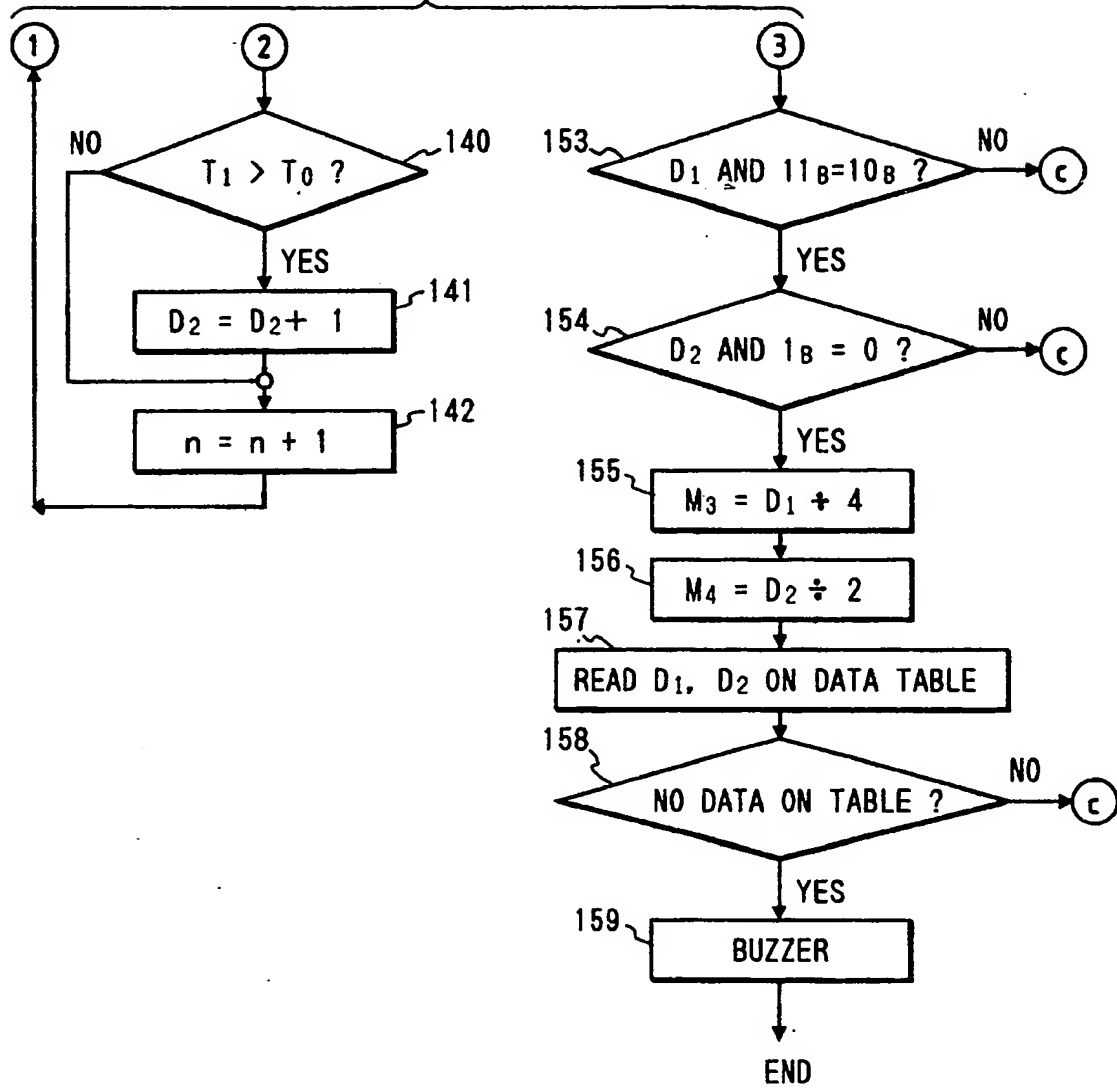 1
2
3
NO
T1 > T0 ?
140
YES
141
D2 = D2 + 1
142
n = n + 1
153
D1 AND 11B=10B ?
NO
c
YES
154
D2 AND 1B = 0 ?
NO
c
YES
155
M3 = D1 ÷ 4
156
M4 = D2 ÷ 2
157
READ D1, D2 ON DATA TABLE
158
NO DATA ON TABLE ?
NO
c
YES
159
BUZZER
END